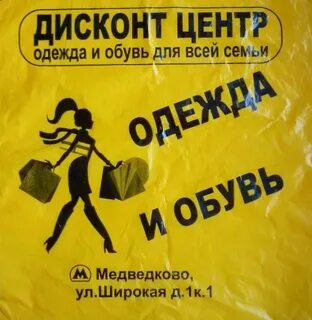 ДИСКОНТ ЦЕНТР
одежда и обувь для всей семьи
ОДЕЖДА
И ОБУВЬ
М Медведково,
ул.Широкая д.1к.1